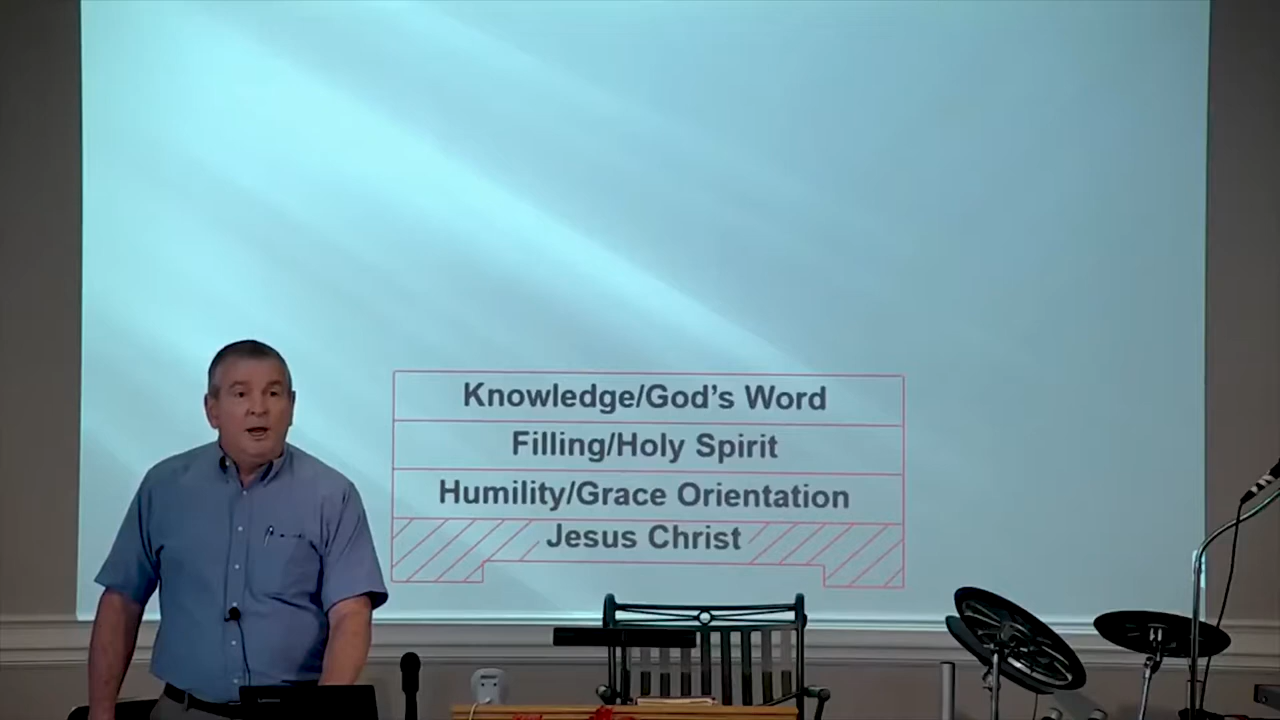 Knowledge/God's Word
Filling/Holy Spirit
Humility/Grace Orientation
Jesus Christ